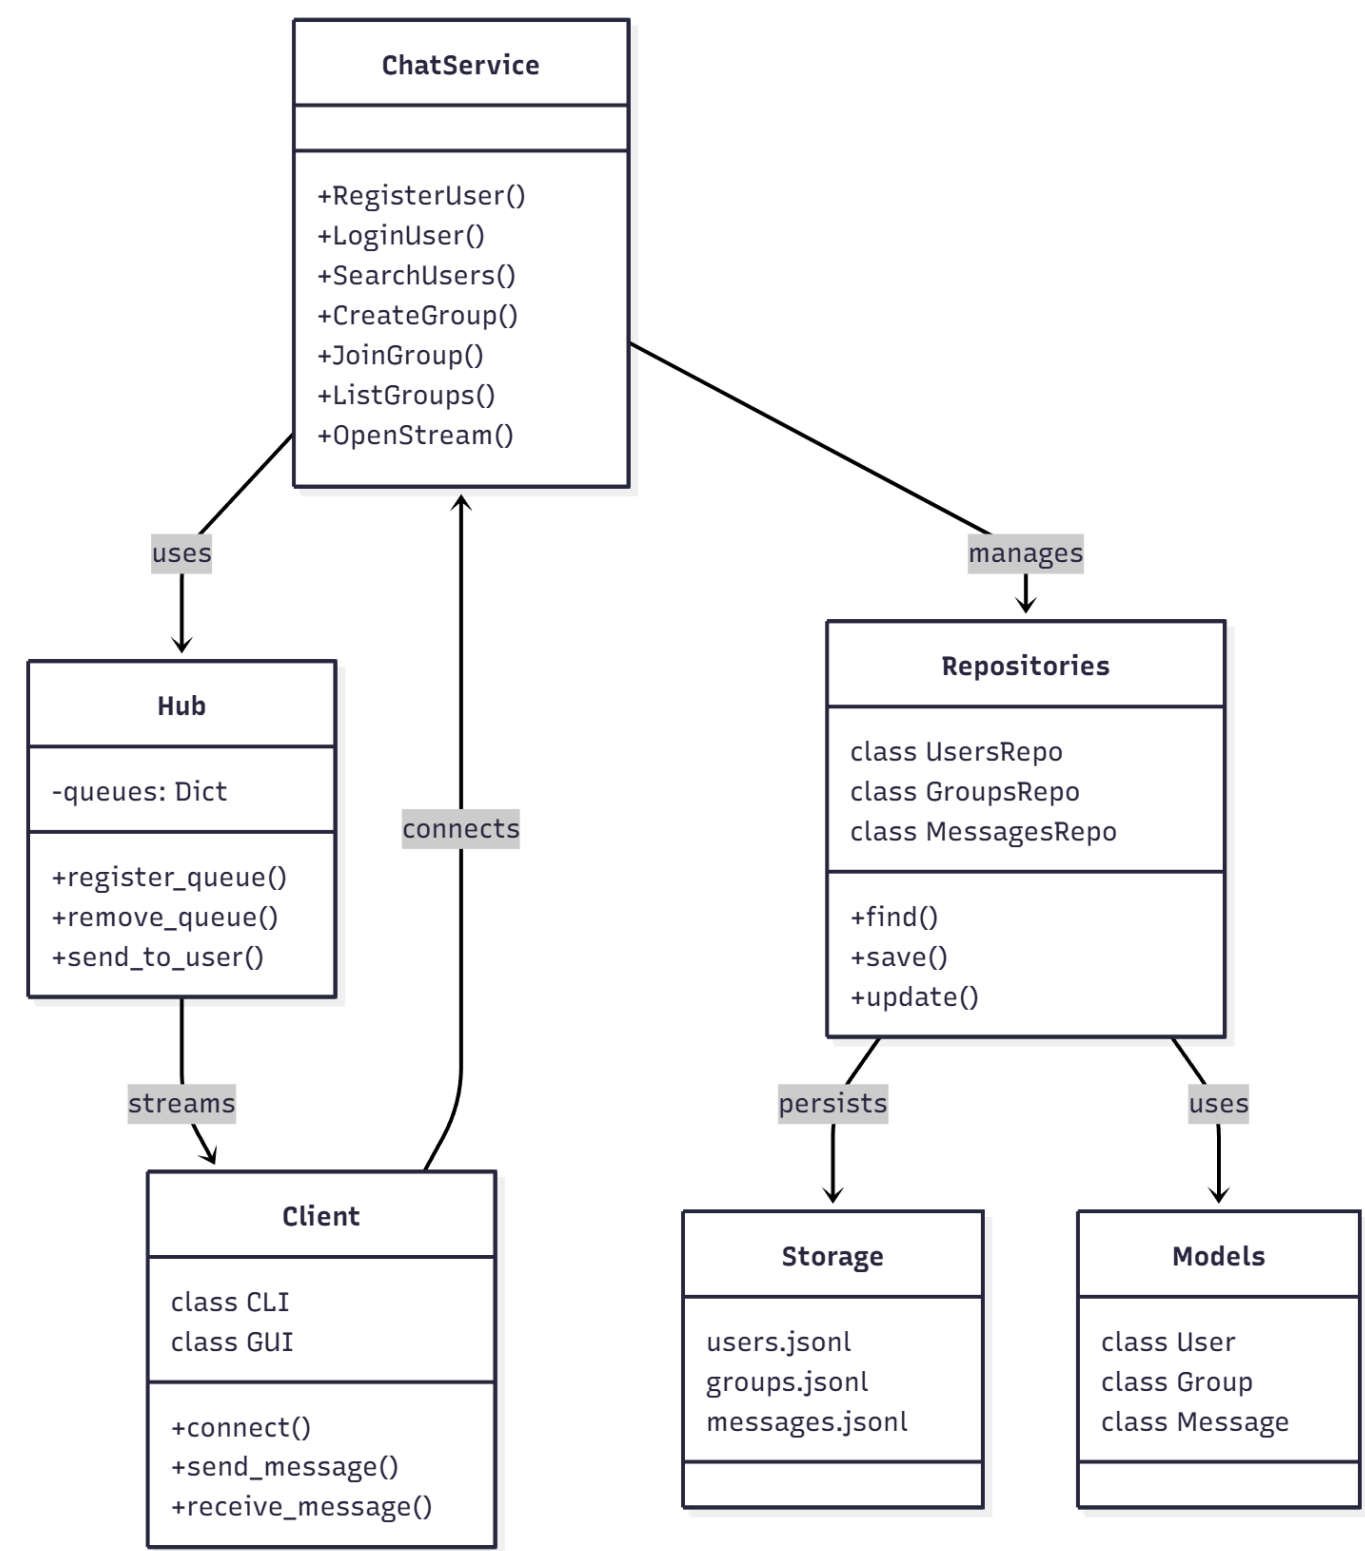 ChatService
+RegisterUser()
+LoginUser()
+SearchUsers()
+CreateGroup()
+JoinGroup()
+ListGroups()
+OpenStream()
uses
manages
Hub
-queues: Dict
+register_queue()
+remove_queue()
+send_to_user()
connects
Repositories
class UsersRepo
class GroupsRepo
class MessagesRepo
+find()
+save()
+update()
streams
persists
uses
Client
class CLI
class GUI
+connect()
+send_message()
+receive_message()
Storage
users.jsonl
groups.jsonl
messages.jsonl
Models
class User
class Group
class Message